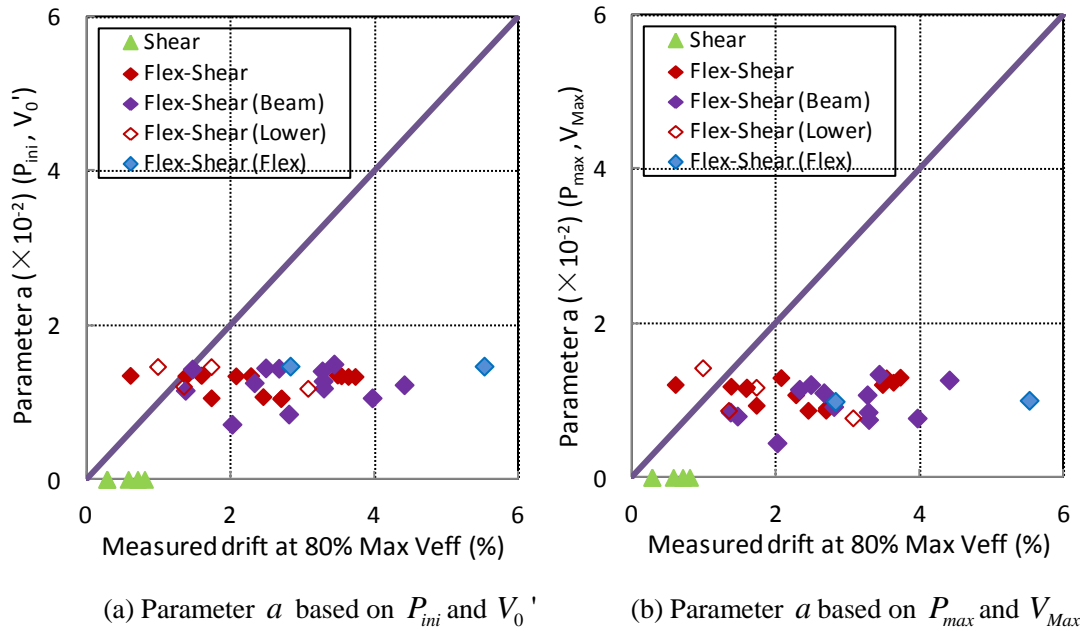 6
4
2
0
0 2 4 6
Parameter a (×10⁻²) (P_ini , V₀')
Measured drift at 80% Max Veff (%)
Shear
Flex-Shear
Flex-Shear (Beam)
Flex-Shear (Lower)
Flex-Shear (Flex)
(a) Parameter a based on P_ini and V₀'
6
4
2
0
0 2 4 6
Parameter a (×10⁻²) (P_max ,V_Max)
Measured drift at 80% Max Veff (%)
Shear
Flex-Shear
Flex-Shear (Beam)
Flex-Shear (Lower)
Flex-Shear (Flex)
(b) Parameter a based on P_max and V_Max